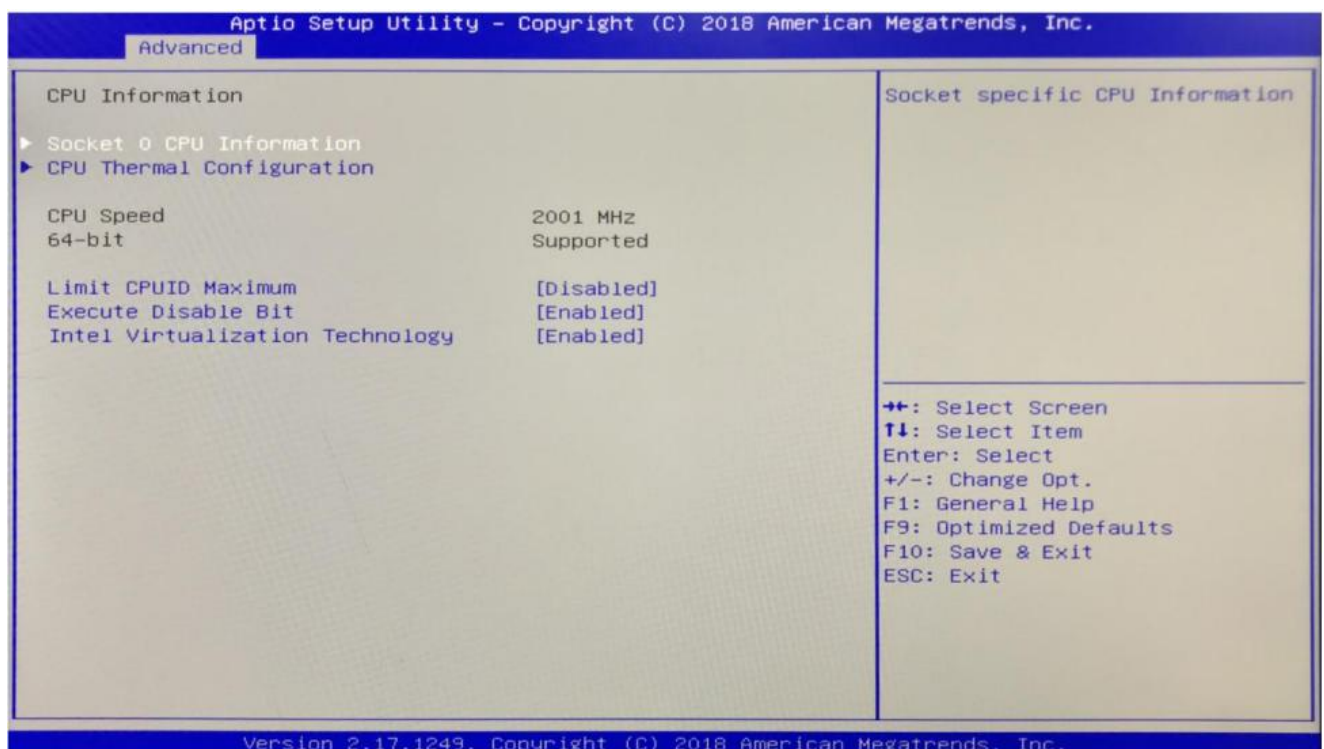 Aptio Setup Utility – Copyright (C) 2018 American Megatrends, Inc.
Advanced
CPU Information
Socket specific CPU Information
▶ Socket 0 CPU Information
▶ CPU Thermal Configuration
CPU Speed 2001 MHz
64-bit Supported
Limit CPUID Maximum [Disabled]
Execute Disable Bit [Enabled]
Intel Virtualization Technology [Enabled]
→←: Select Screen
↑↓: Select Item
Enter: Select
+/-: Change Opt.
F1: General Help
F9: Optimized Defaults
F10: Save & Exit
ESC: Exit
Version 2.17.1249. Copyright (C) 2018 American Megatrends, Inc.